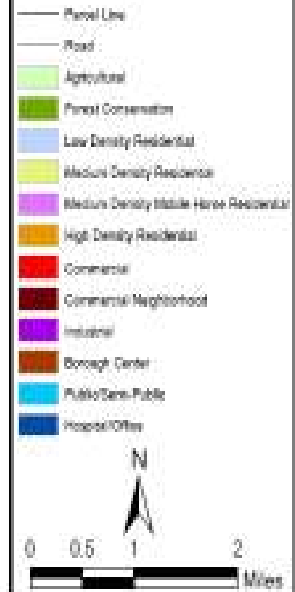 Parcel Line
Road
Agricultural
Forest Conservation
Low Density Residential
Medium Density Residential
Medium Density Mobile Home Residential
High Density Residential
Commercial
Commercial Neighborhood
Industrial
Borough Center
Public/Semi-Public
Hospital/Office
N
0 0.5 1 2
Miles